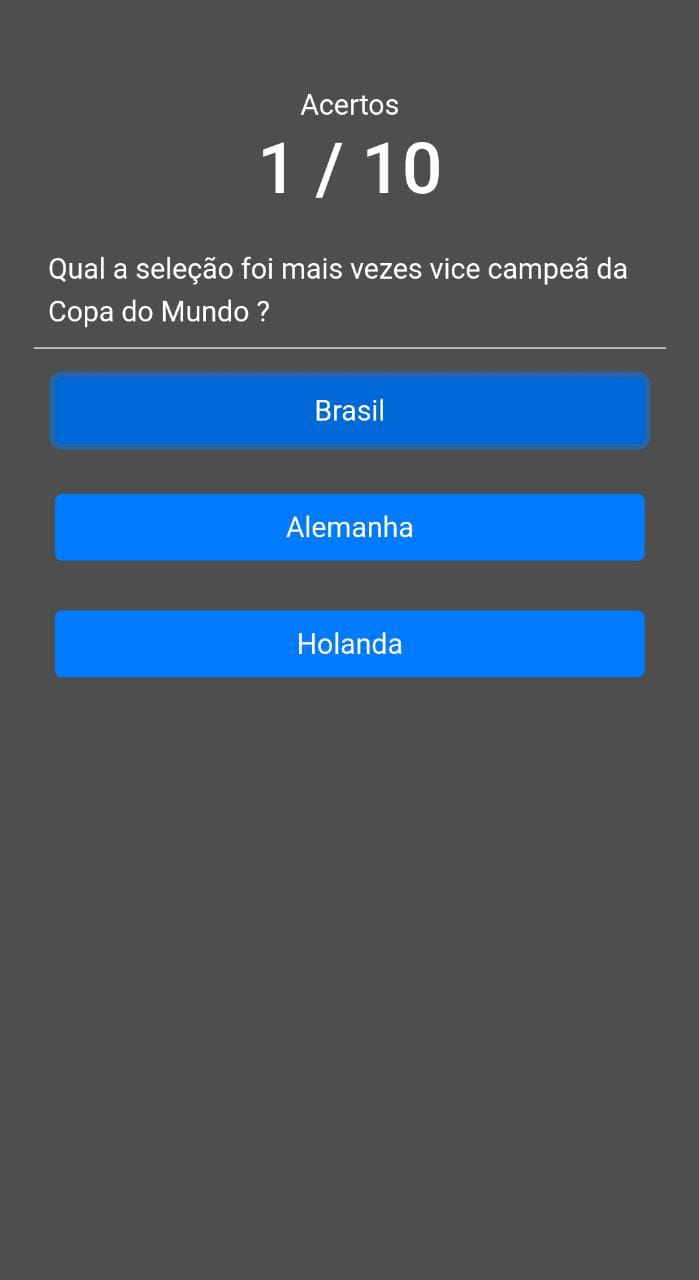 Acertos
1 / 10
Qual a seleção foi mais vezes vice campeã da
Copa do Mundo ?
Brasil
Alemanha
Holanda